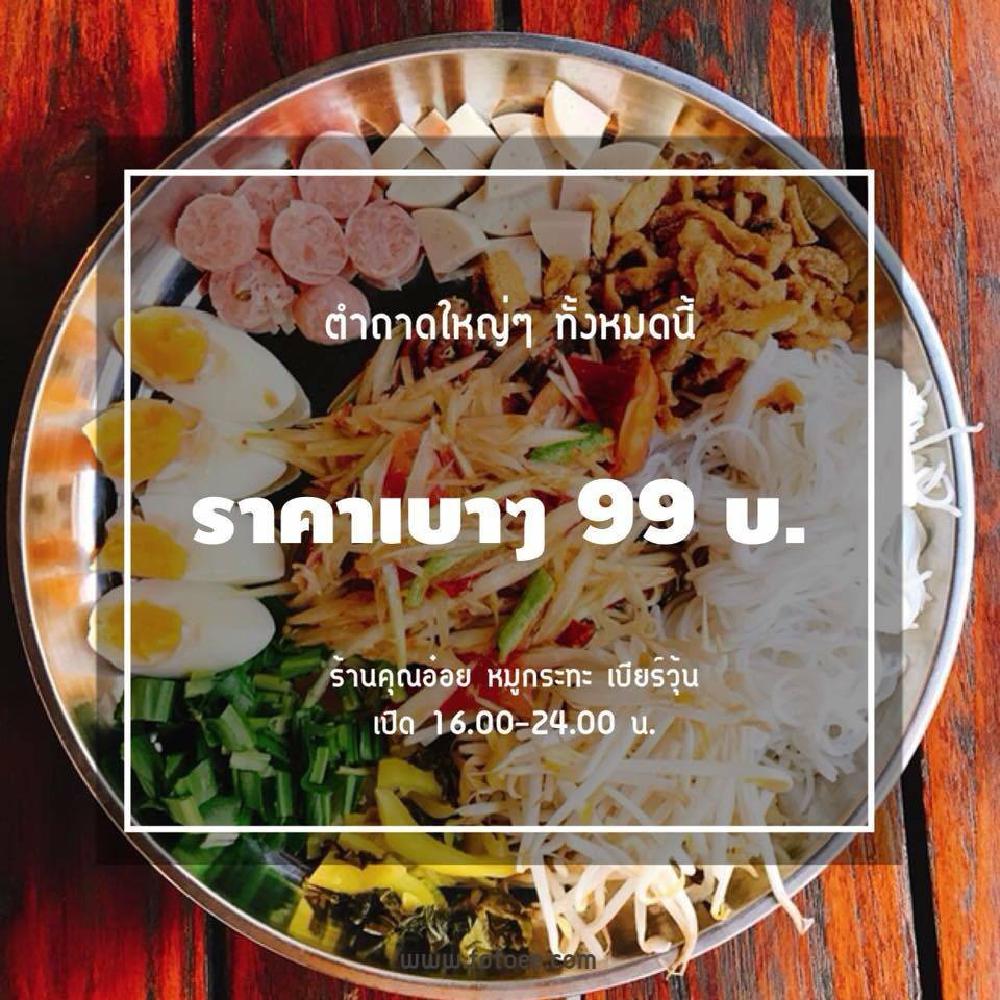 ตำถาดใหญ่ๆ ทั้งหมดนี้
ราคาเบาๆ 99 บ.
ร้านคุณอ๋อย หมูกระทะ เบียร์วุ้น
เปิด 16.00-24.00 น.